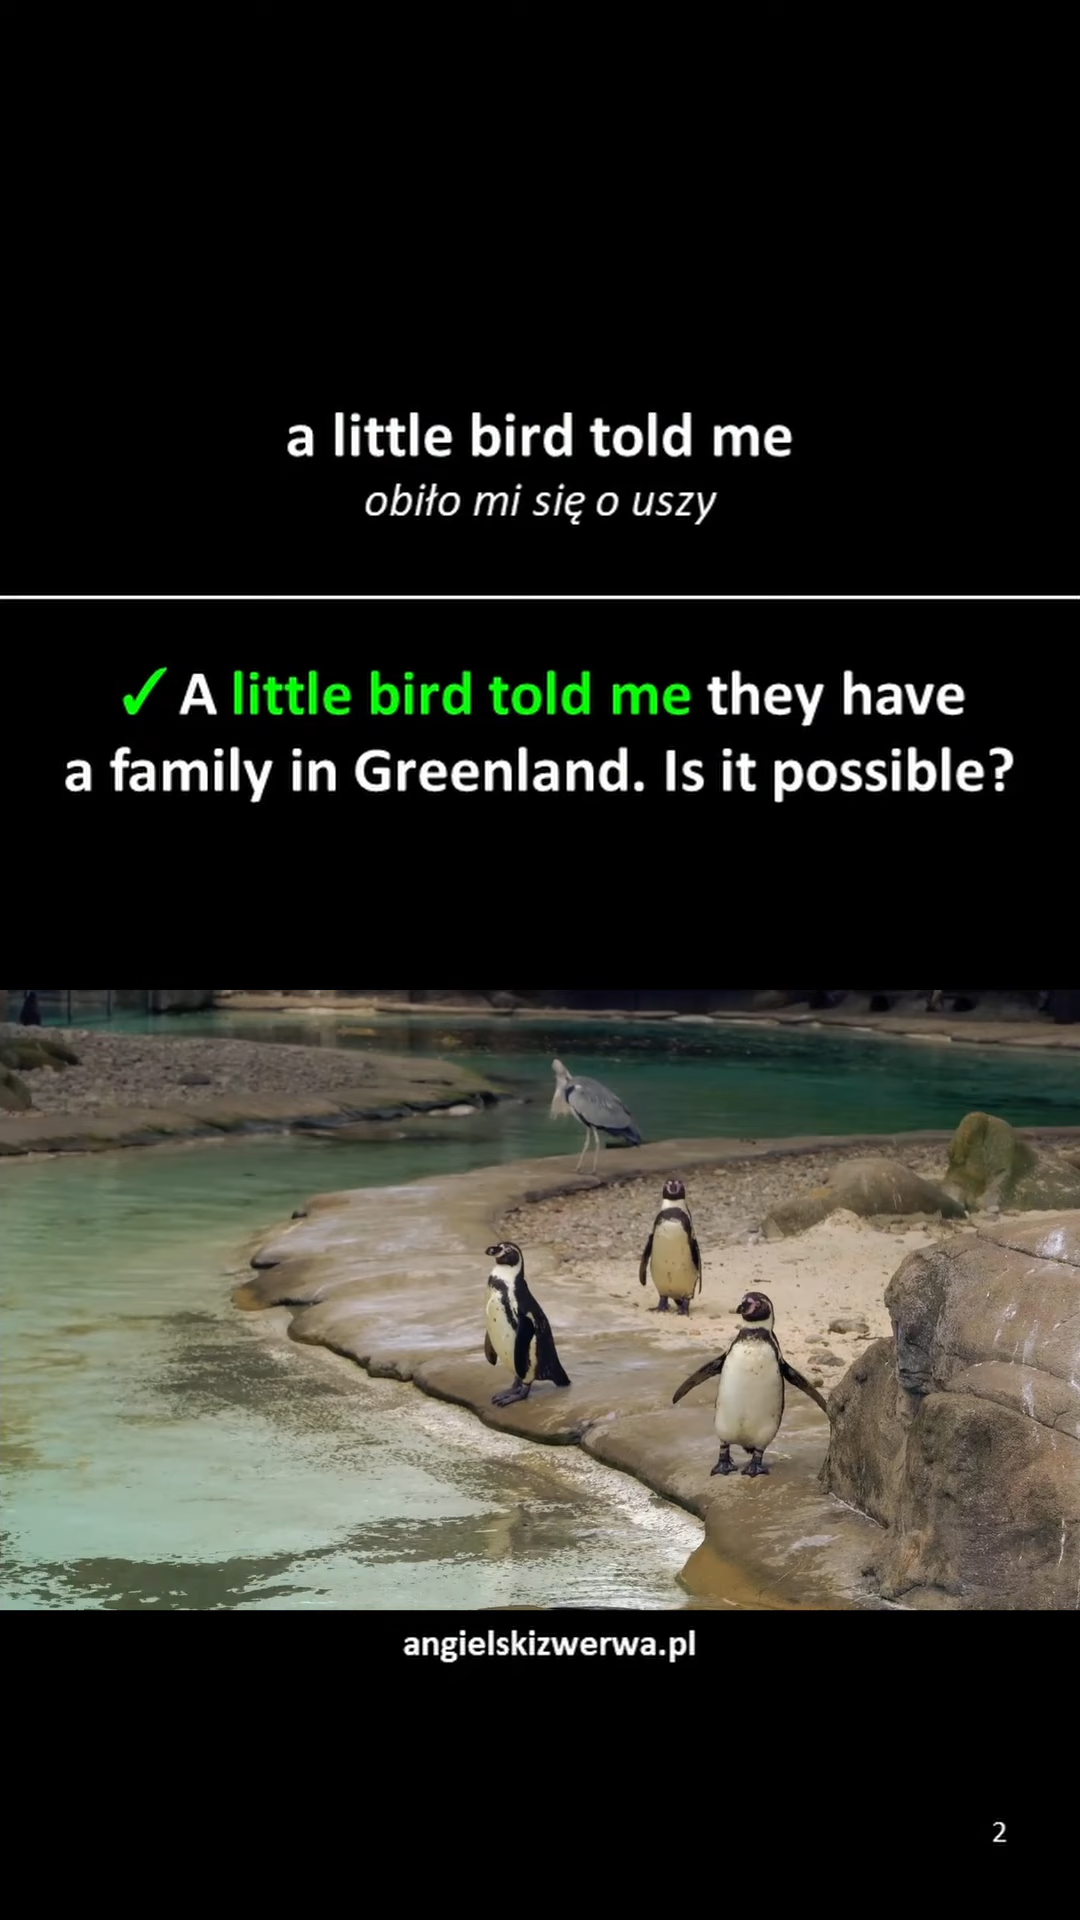 a little bird told me
obiło mi się o uszy
✓ A little bird told me they have
a family in Greenland. Is it possible?
angielskizwerwa.pl
2